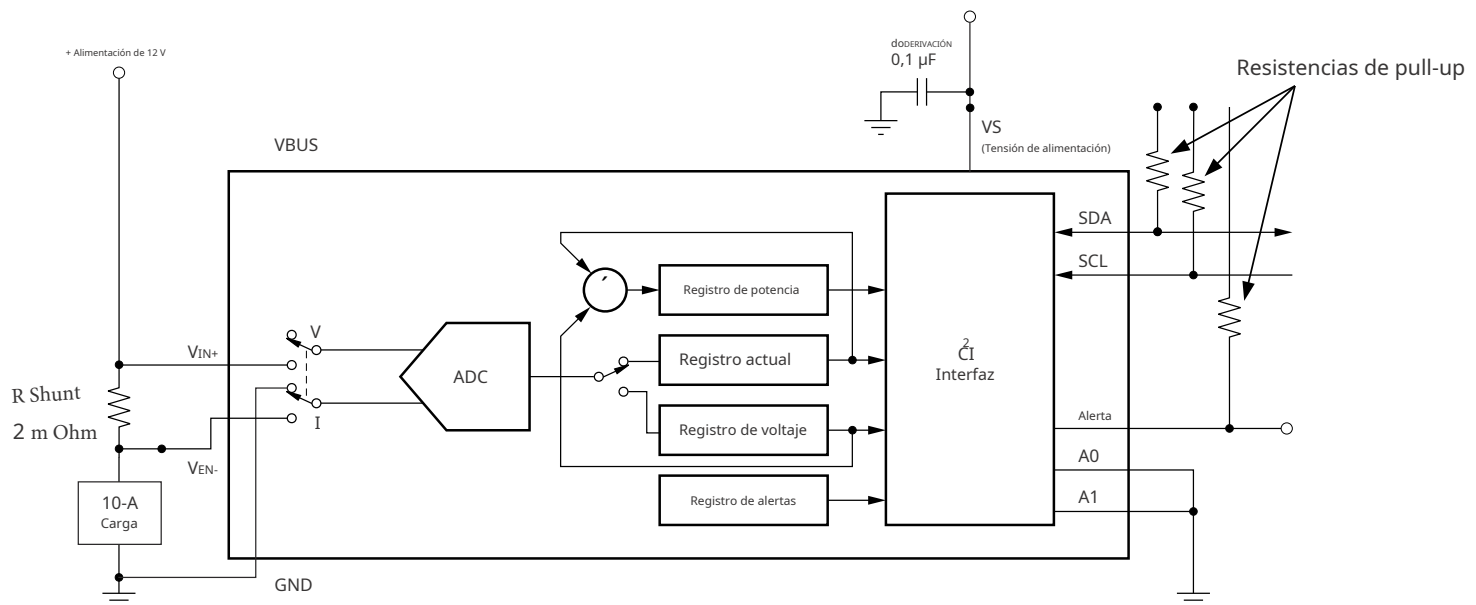 + Alimentación de 12 V
doDERIVACIÓN
0,1 µF
Resistencias de pull-up
VS
(Tensión de alimentación)
VBUS
SDA
SCL
Registro de potencia
V
VIN+
ADC
Registro actual
2
CI
Interfaz
R Shunt
2 m Ohm
I
Registro de voltaje
Alerta
VEN-
A0
10-A
Carga
Registro de alertas
A1
GND